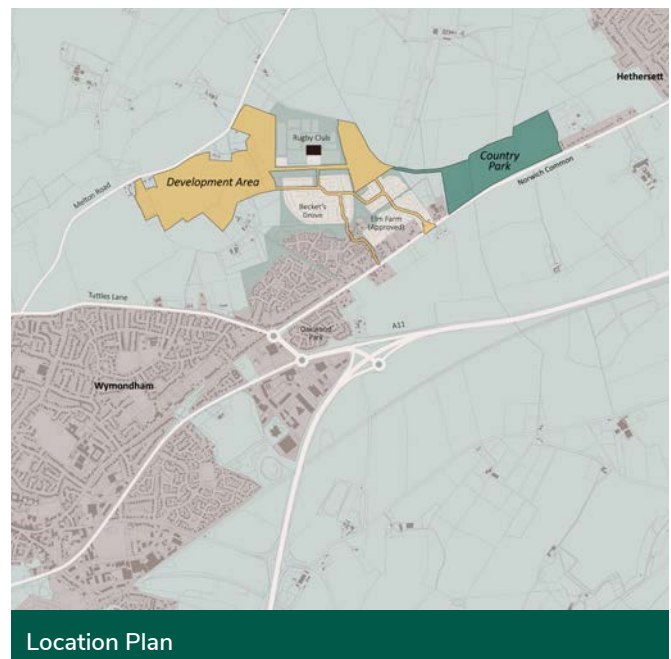 Hethersett
Rugby Club
Country
Park
Development Area
Norwich Common
Melton Road
Becket's
Grove
Elm Farm
(Approved)
Tuttles Lane
A11
Oakwood
Park
Wymondham
Location Plan